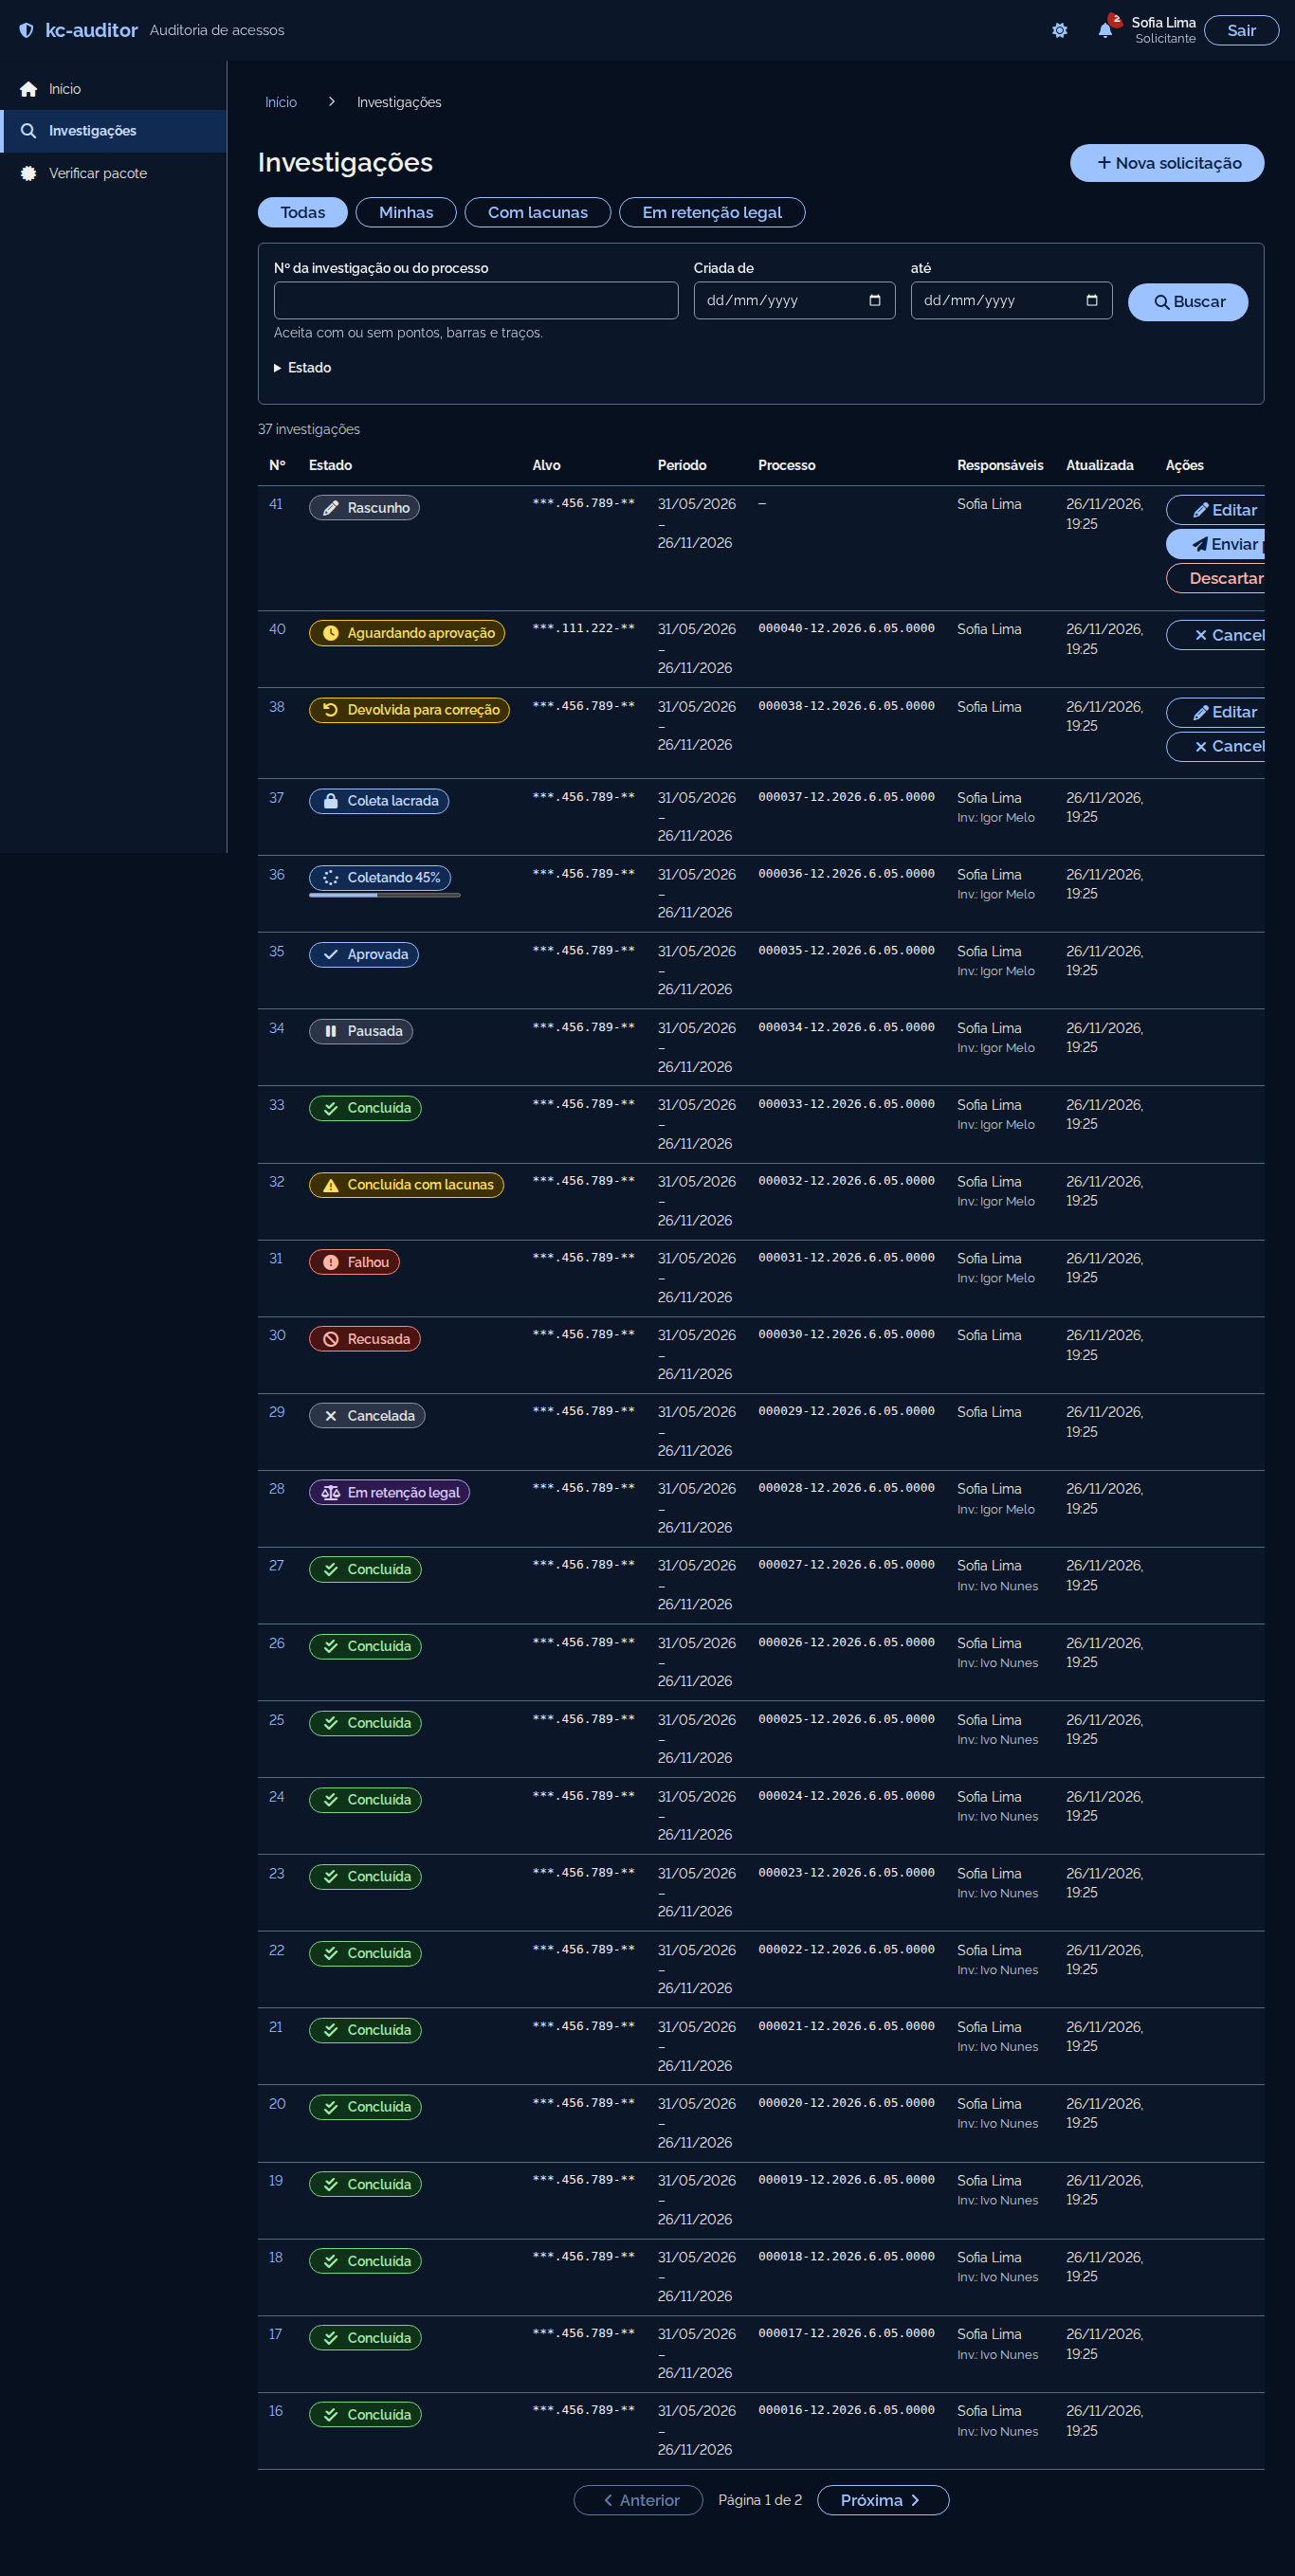 kc-auditor Auditoria de acessos
2
Sofia Lima
Solicitante
Sair
Início
Investigações
Verificar pacote
Início > Investigações
Investigações
+ Nova solicitação
Todas Minhas Com lacunas Em retenção legal
Nº da investigação ou do processo Criada de até
dd/mm/yyyy dd/mm/yyyy Buscar
Aceita com ou sem pontos, barras e traços.
Estado
37 investigações
Nº Estado Alvo Período Processo Responsáveis Atualizada Ações
41 Rascunho ***.456.789-** 31/05/2026 — Sofia Lima 26/11/2026, Editar
– 19:25
26/11/2026 Enviar p
Descartar
40 Aguardando aprovação ***.111.222-** 31/05/2026 000040-12.2026.6.05.0000 Sofia Lima 26/11/2026, Cancel
– 19:25
26/11/2026
38 Devolvida para correção ***.456.789-** 31/05/2026 000038-12.2026.6.05.0000 Sofia Lima 26/11/2026, Editar
– 19:25
26/11/2026 Cancel
37 Coleta lacrada ***.456.789-** 31/05/2026 000037-12.2026.6.05.0000 Sofia Lima 26/11/2026,
– Inv.: Igor Melo 19:25
26/11/2026
36 Coletando 45% ***.456.789-** 31/05/2026 000036-12.2026.6.05.0000 Sofia Lima 26/11/2026,
– Inv.: Igor Melo 19:25
26/11/2026
35 Aprovada ***.456.789-** 31/05/2026 000035-12.2026.6.05.0000 Sofia Lima 26/11/2026,
– Inv.: Igor Melo 19:25
26/11/2026
34 Pausada ***.456.789-** 31/05/2026 000034-12.2026.6.05.0000 Sofia Lima 26/11/2026,
– Inv.: Igor Melo 19:25
26/11/2026
33 Concluída ***.456.789-** 31/05/2026 000033-12.2026.6.05.0000 Sofia Lima 26/11/2026,
– Inv.: Igor Melo 19:25
26/11/2026
32 Concluída com lacunas ***.456.789-** 31/05/2026 000032-12.2026.6.05.0000 Sofia Lima 26/11/2026,
– Inv.: Igor Melo 19:25
26/11/2026
31 Falhou ***.456.789-** 31/05/2026 000031-12.2026.6.05.0000 Sofia Lima 26/11/2026,
– Inv.: Igor Melo 19:25
26/11/2026
30 Recusada ***.456.789-** 31/05/2026 000030-12.2026.6.05.0000 Sofia Lima 26/11/2026,
– 19:25
26/11/2026
29 Cancelada ***.456.789-** 31/05/2026 000029-12.2026.6.05.0000 Sofia Lima 26/11/2026,
– 19:25
26/11/2026
28 Em retenção legal ***.456.789-** 31/05/2026 000028-12.2026.6.05.0000 Sofia Lima 26/11/2026,
– Inv.: Igor Melo 19:25
26/11/2026
27 Concluída ***.456.789-** 31/05/2026 000027-12.2026.6.05.0000 Sofia Lima 26/11/2026,
– Inv.: Ivo Nunes 19:25
26/11/2026
26 Concluída ***.456.789-** 31/05/2026 000026-12.2026.6.05.0000 Sofia Lima 26/11/2026,
– Inv.: Ivo Nunes 19:25
26/11/2026
25 Concluída ***.456.789-** 31/05/2026 000025-12.2026.6.05.0000 Sofia Lima 26/11/2026,
– Inv.: Ivo Nunes 19:25
26/11/2026
24 Concluída ***.456.789-** 31/05/2026 000024-12.2026.6.05.0000 Sofia Lima 26/11/2026,
– Inv.: Ivo Nunes 19:25
26/11/2026
23 Concluída ***.456.789-** 31/05/2026 000023-12.2026.6.05.0000 Sofia Lima 26/11/2026,
– Inv.: Ivo Nunes 19:25
26/11/2026
22 Concluída ***.456.789-** 31/05/2026 000022-12.2026.6.05.0000 Sofia Lima 26/11/2026,
– Inv.: Ivo Nunes 19:25
26/11/2026
21 Concluída ***.456.789-** 31/05/2026 000021-12.2026.6.05.0000 Sofia Lima 26/11/2026,
– Inv.: Ivo Nunes 19:25
26/11/2026
20 Concluída ***.456.789-** 31/05/2026 000020-12.2026.6.05.0000 Sofia Lima 26/11/2026,
– Inv.: Ivo Nunes 19:25
26/11/2026
19 Concluída ***.456.789-** 31/05/2026 000019-12.2026.6.05.0000 Sofia Lima 26/11/2026,
– Inv.: Ivo Nunes 19:25
26/11/2026
18 Concluída ***.456.789-** 31/05/2026 000018-12.2026.6.05.0000 Sofia Lima 26/11/2026,
– Inv.: Ivo Nunes 19:25
26/11/2026
17 Concluída ***.456.789-** 31/05/2026 000017-12.2026.6.05.0000 Sofia Lima 26/11/2026,
– Inv.: Ivo Nunes 19:25
26/11/2026
16 Concluída ***.456.789-** 31/05/2026 000016-12.2026.6.05.0000 Sofia Lima 26/11/2026,
– Inv.: Ivo Nunes 19:25
26/11/2026
Anterior Página 1 de 2 Próxima